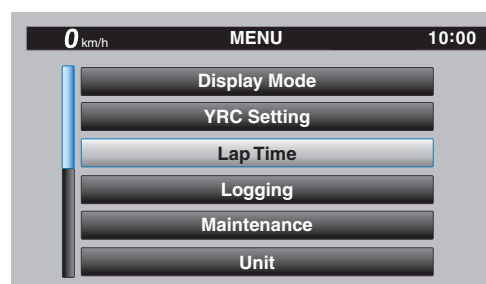 0 km/h MENU 10:00
Display Mode
YRC Setting
Lap Time
Logging
Maintenance
Unit